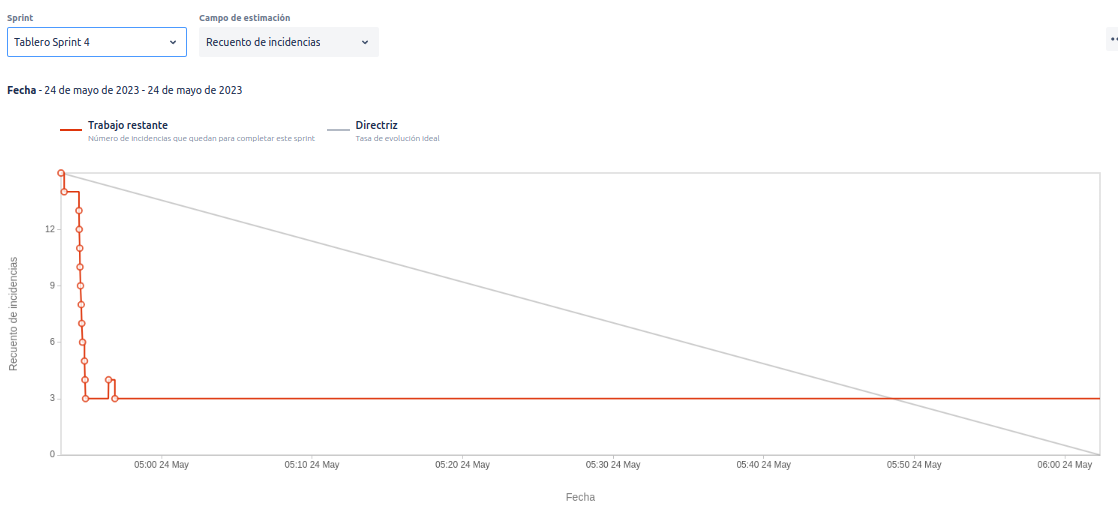 Sprint
Campo de estimación
Tablero Sprint 4
Recuento de incidencias
Fecha - 24 de mayo de 2023 - 24 de mayo de 2023
Trabajo restante
Número de incidencias que quedan para completar este sprint
Directriz
Tasa de evolución ideal
Recuento de incidencias
12
9
6
3
0
05:00 24 May
05:10 24 May
05:20 24 May
05:30 24 May
05:40 24 May
05:50 24 May
06:00 24 May
Fecha